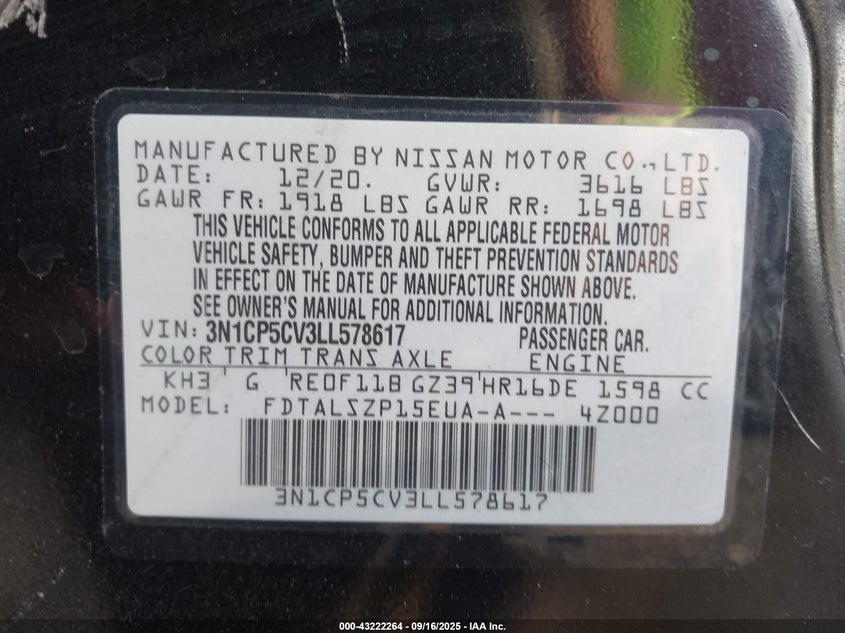 MANUFACTURED BY NISSAN MOTOR CO., LTD.
DATE: 12/20. GVWR: 3616 LBS
GAWR FR: 1918 LBS GAWR RR: 1698 LBS
THIS VEHICLE CONFORMS TO ALL APPLICABLE FEDERAL MOTOR
VEHICLE SAFETY, BUMPER AND THEFT PREVENTION STANDARDS
IN EFFECT ON THE DATE OF MANUFACTURE SHOWN ABOVE.
SEE OWNER'S MANUAL FOR ADDITIONAL INFORMATION.
VIN: 3N1CP5CV3LL578617 PASSENGER CAR.
COLOR TRIM TRANS AXLE ENGINE
KH3 G RE0F11B GZ39 HR16DE 1598 CC
MODEL: FDTALSZP15EUA-A--- 4Z000
3N1CP5CV3LL578617
000-43222264 - 09/16/2025 - IAA Inc.